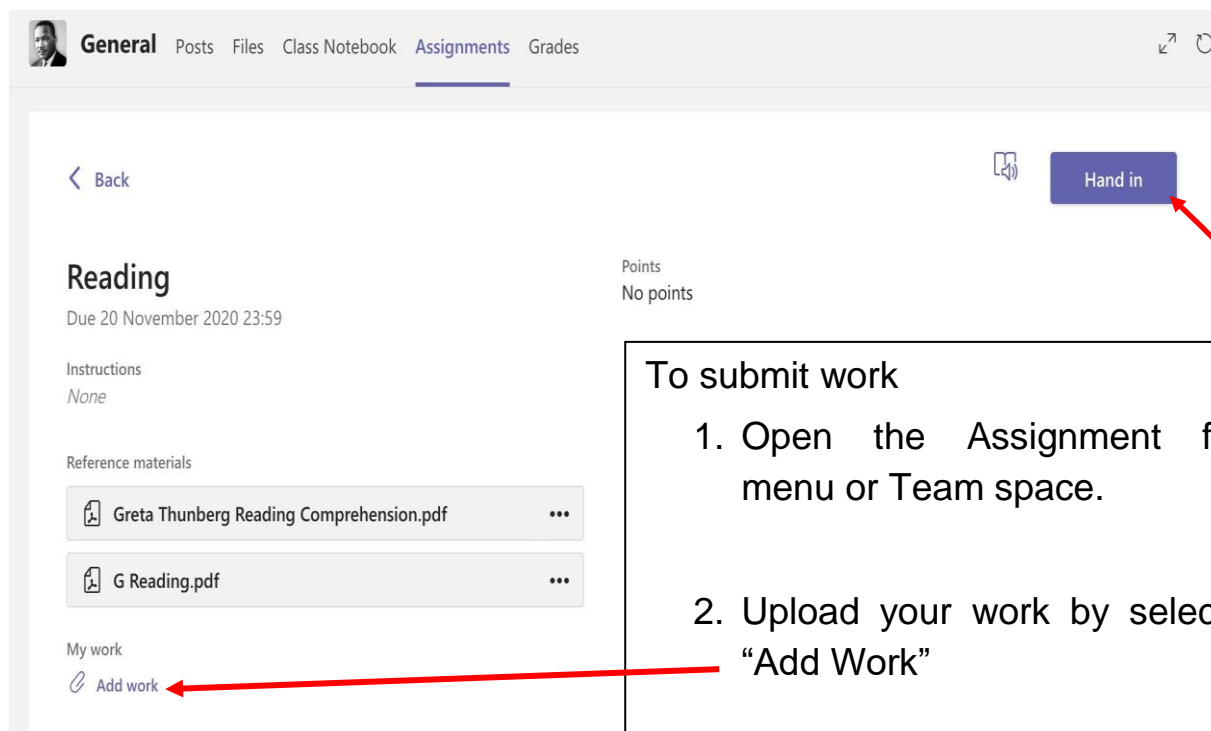 General Posts Files Class Notebook Assignments Grades
Back
Hand in
Reading
Due 20 November 2020 23:59
Points
No points
Instructions
None
Reference materials
Greta Thunberg Reading Comprehension.pdf
G Reading.pdf
My work
Add work
To submit work
1. Open the Assignment
menu or Team space.
2. Upload your work by
“Add Work”